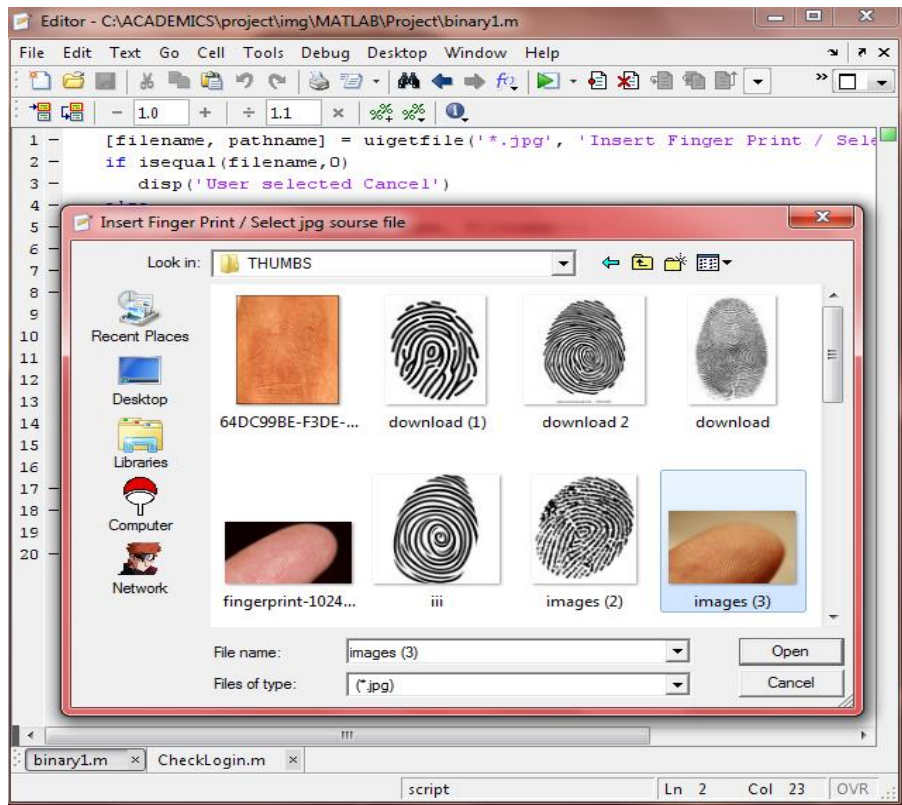 Editor - C:\ACADEMICS\project\img\MATLAB\Project\binary1.m
File Edit Text Go Cell Tools Debug Desktop Window Help
- 1.0 + ÷ 1.1 ×
1 - [filename, pathname] = uigetfile('*.jpg', 'Insert Finger Print / Sele
2 - if isequal(filename,0)
3 - disp('User selected Cancel')
4 -
5 -
6 -
7 -
8 -
9
10
11
12
13
14
15
16
17 -
18 -
19
20 -
Insert Finger Print / Select jpg sourse file
Look in: THUMBS
Recent Places
Desktop
Libraries
Computer
Network
64DC99BE-F3DE-... download (1) download 2 download
fingerprint-1024... iii images (2) images (3)
File name: images (3) Open
Files of type: (*.jpg) Cancel
binary1.m × CheckLogin.m ×
script Ln 2 Col 23 OVR